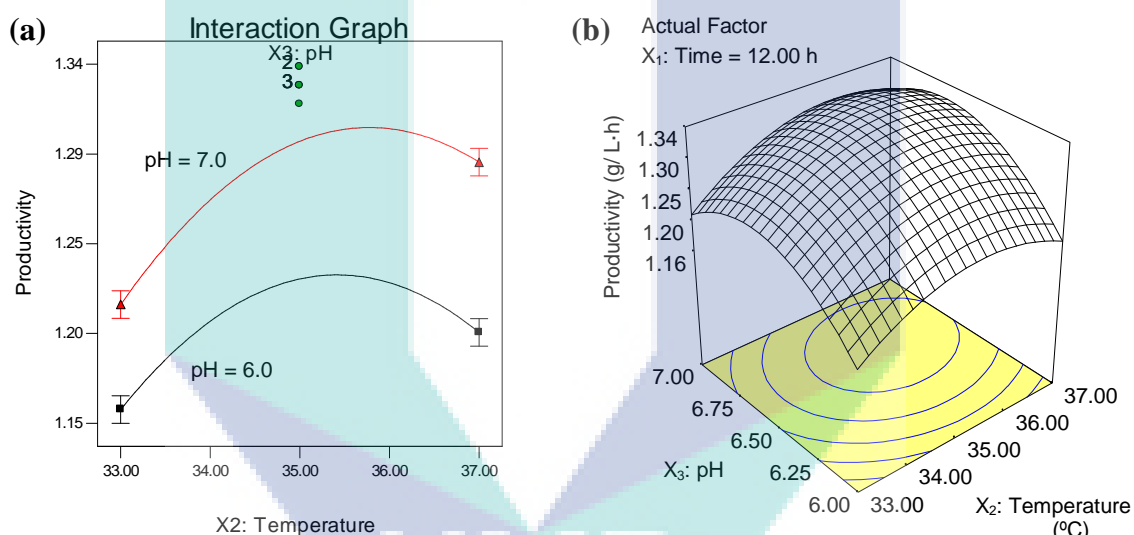 (a)
Interaction Graph
X3: pH
2
3
1.34
1.29
1.25
1.20
1.15
Productivity
pH = 7.0
pH = 6.0
33.00 34.00 35.00 36.00 37.00
X2: Temperature
(b)
Actual Factor
X₁: Time = 12.00 h
1.34
1.30
1.25
1.20
1.16
Productivity (g/ L·h)
7.00
6.75
6.50
6.25
6.00
X₃: pH
33.00
34.00
35.00
36.00
37.00
X₂: Temperature
(ºC)